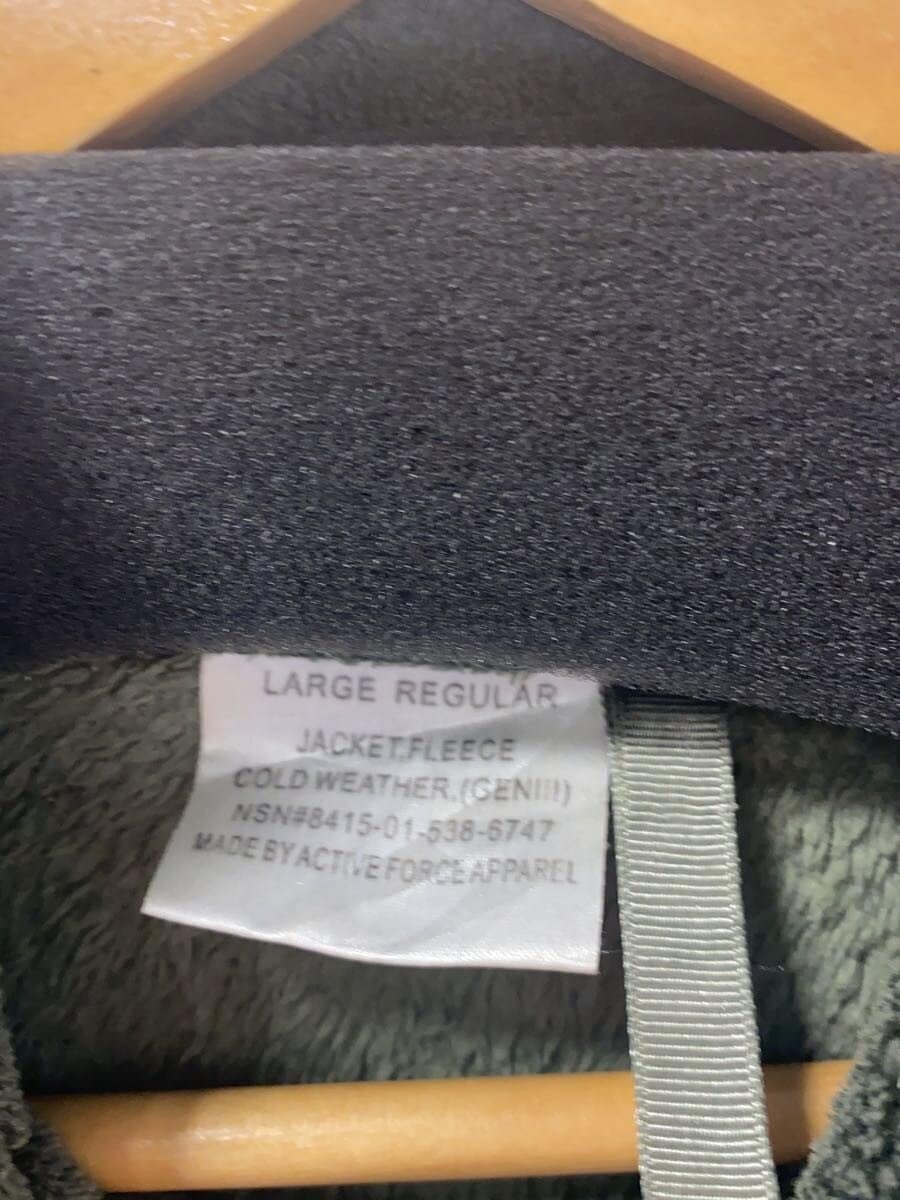 LARGE REGULAR
JACKET.FLEECE
COLD WEATHER.(GENIII)
NSN#8415-01-538-6747
MADE BY ACTIVE FORCE APPAREL